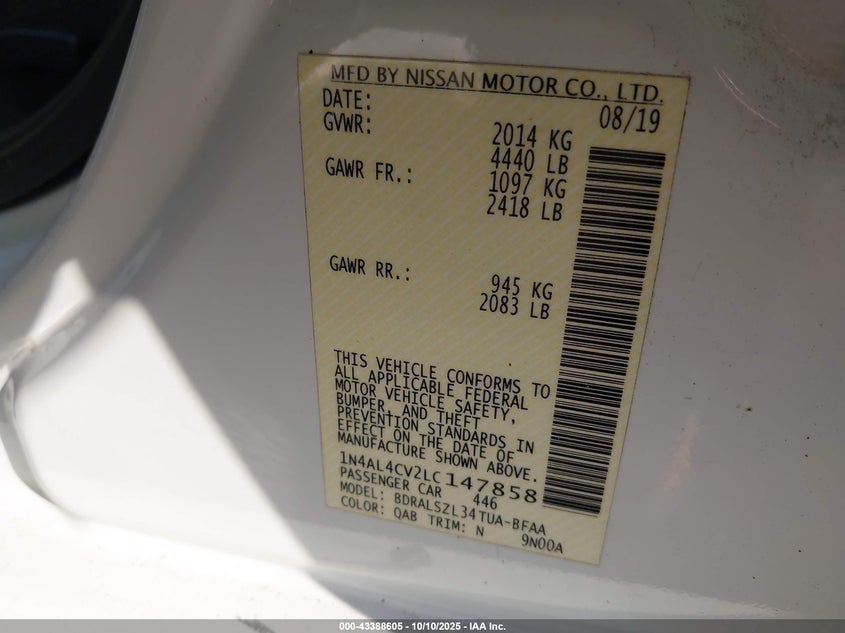 MFD BY NISSAN MOTOR CO., LTD.
DATE: 08/19
GVWR: 2014 KG
4440 LB
GAWR FR.: 1097 KG
2418 LB
GAWR RR.: 945 KG
2083 LB
THIS VEHICLE CONFORMS TO
ALL APPLICABLE FEDERAL
MOTOR VEHICLE SAFETY,
BUMPER, AND THEFT
PREVENTION STANDARDS IN
EFFECT ON THE DATE OF
MANUFACTURE SHOWN ABOVE.
1N4AL4CV2LC147858
PASSENGER CAR 446
MODEL: BDRALSZL34TUA-BFAA
COLOR: QAB TRIM: N 9N00A
000-43388605 - 10/10/2025 - IAA Inc.